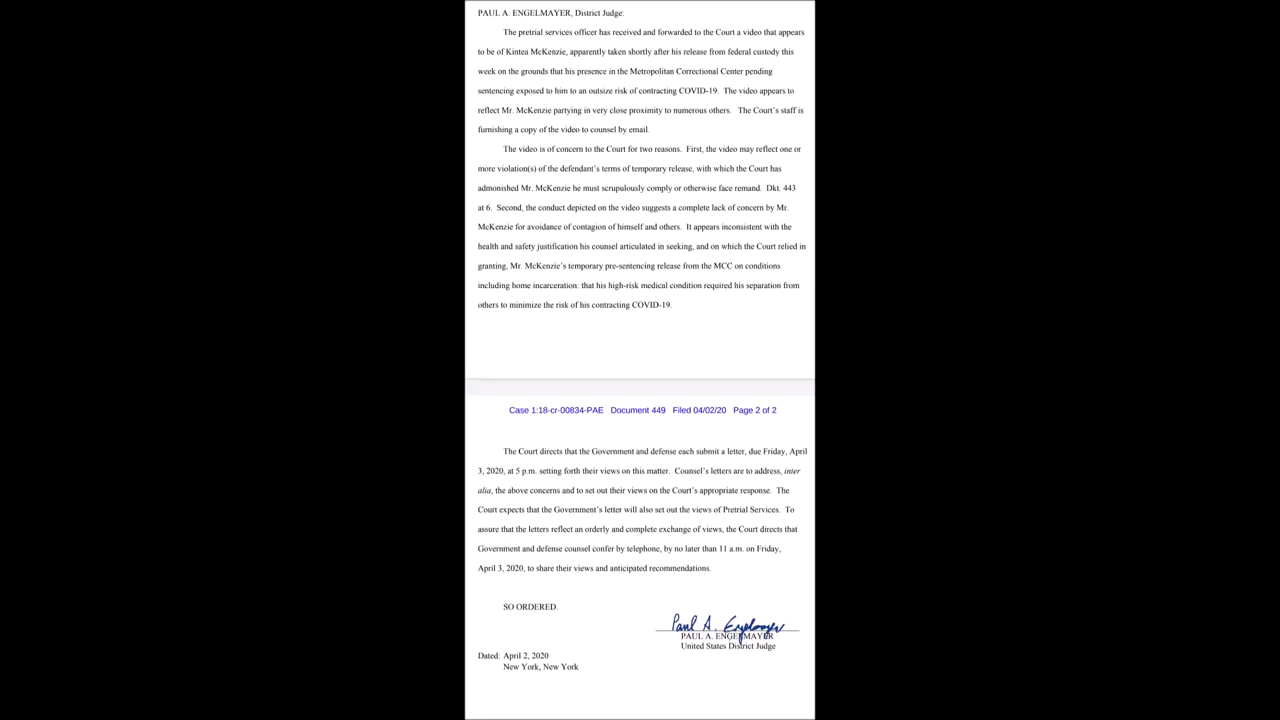 PAUL A. ENGELMAYER, District Judge:
The pretrial services officer has received and forwarded to the Court a video that appears
to be of Kintea McKenzie, apparently taken shortly after his release from federal custody this
week on the grounds that his presence in the Metropolitan Correctional Center pending
sentencing exposed to him to an outsize risk of contracting COVID-19. The video appears to
reflect Mr. McKenzie partying in very close proximity to numerous others. The Court's staff is
furnishing a copy of the video to counsel by email.
The video is of concern to the Court for two reasons. First, the video may reflect one or
more violation(s) of the defendant's terms of temporary release, with which the Court has
admonished Mr. McKenzie he must scrupulously comply or otherwise face remand. Dkt. 443
at 6. Second, the conduct depicted on the video suggests a complete lack of concern by Mr.
McKenzie for avoidance of contagion of himself and others. It appears inconsistent with the
health and safety justification his counsel articulated in seeking, and on which the Court relied in
granting, Mr. McKenzie's temporary pre-sentencing release from the MCC on conditions
including home incarceration: that his high-risk medical condition required his separation from
others to minimize the risk of his contracting COVID-19.
Case 1:18-cr-00834-PAE Document 449 Filed 04/02/20 Page 2 of 2
The Court directs that the Government and defense each submit a letter, due Friday, April
3, 2020, at 5 p.m. setting forth their views on this matter. Counsel's letters are to address, inter
alia, the above concerns and to set out their views on the Court's appropriate response. The
Court expects that the Government's letter will also set out the views of Pretrial Services. To
assure that the letters reflect an orderly and complete exchange of views, the Court directs that
Government and defense counsel confer by telephone, by no later than 11 a.m. on Friday,
April 3, 2020, to share their views and anticipated recommendations.
SO ORDERED.
Paul A. Engelmayer
PAUL A. ENGELMAYER
United States District Judge
Dated: April 2, 2020
New York, New York